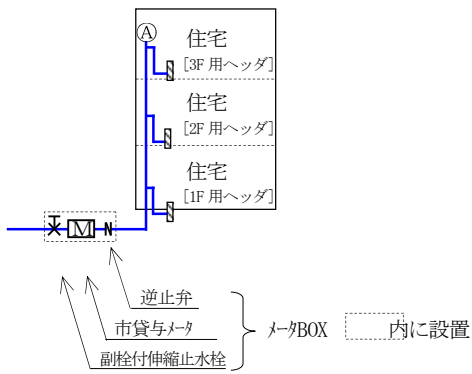 A
住宅
[3F 用ヘッダ]
住宅
[2F 用ヘッダ]
住宅
[1F 用ヘッダ]
M
逆止弁
市貸与メータ
副栓付伸縮止水栓
メータBOX 内に設置